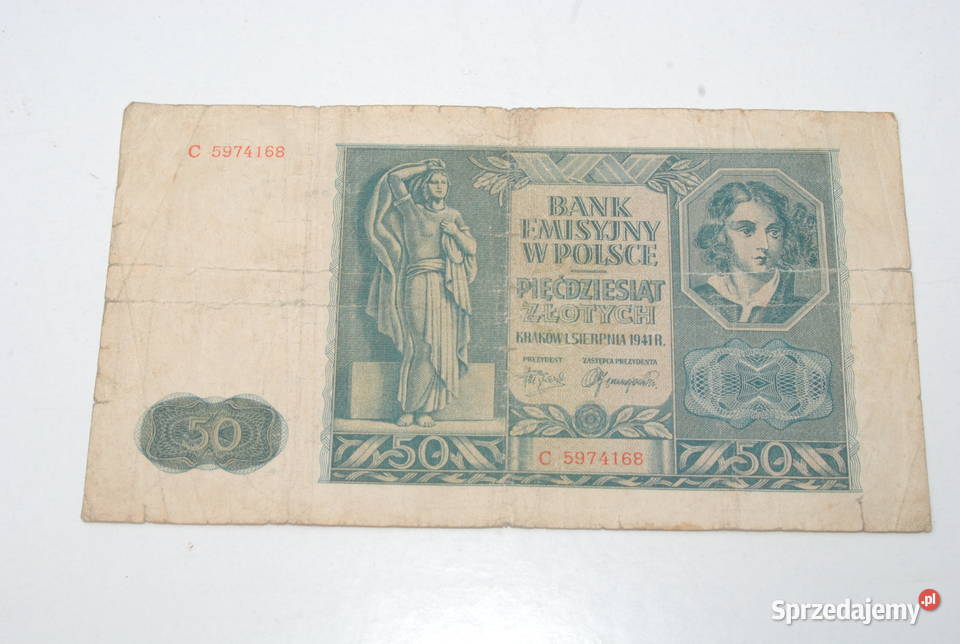 C 5974168
BANK
EMISYJNY
W POLSCE
PIĘĆDZIESIĄT
ZŁOTYCH
KRAKÓW 1. SIERPNIA 1941 R.
PREZYDENT ZASTĘPCA PREZYDENTA
50
50
C 5974168
50
Sprzedajemy.pl